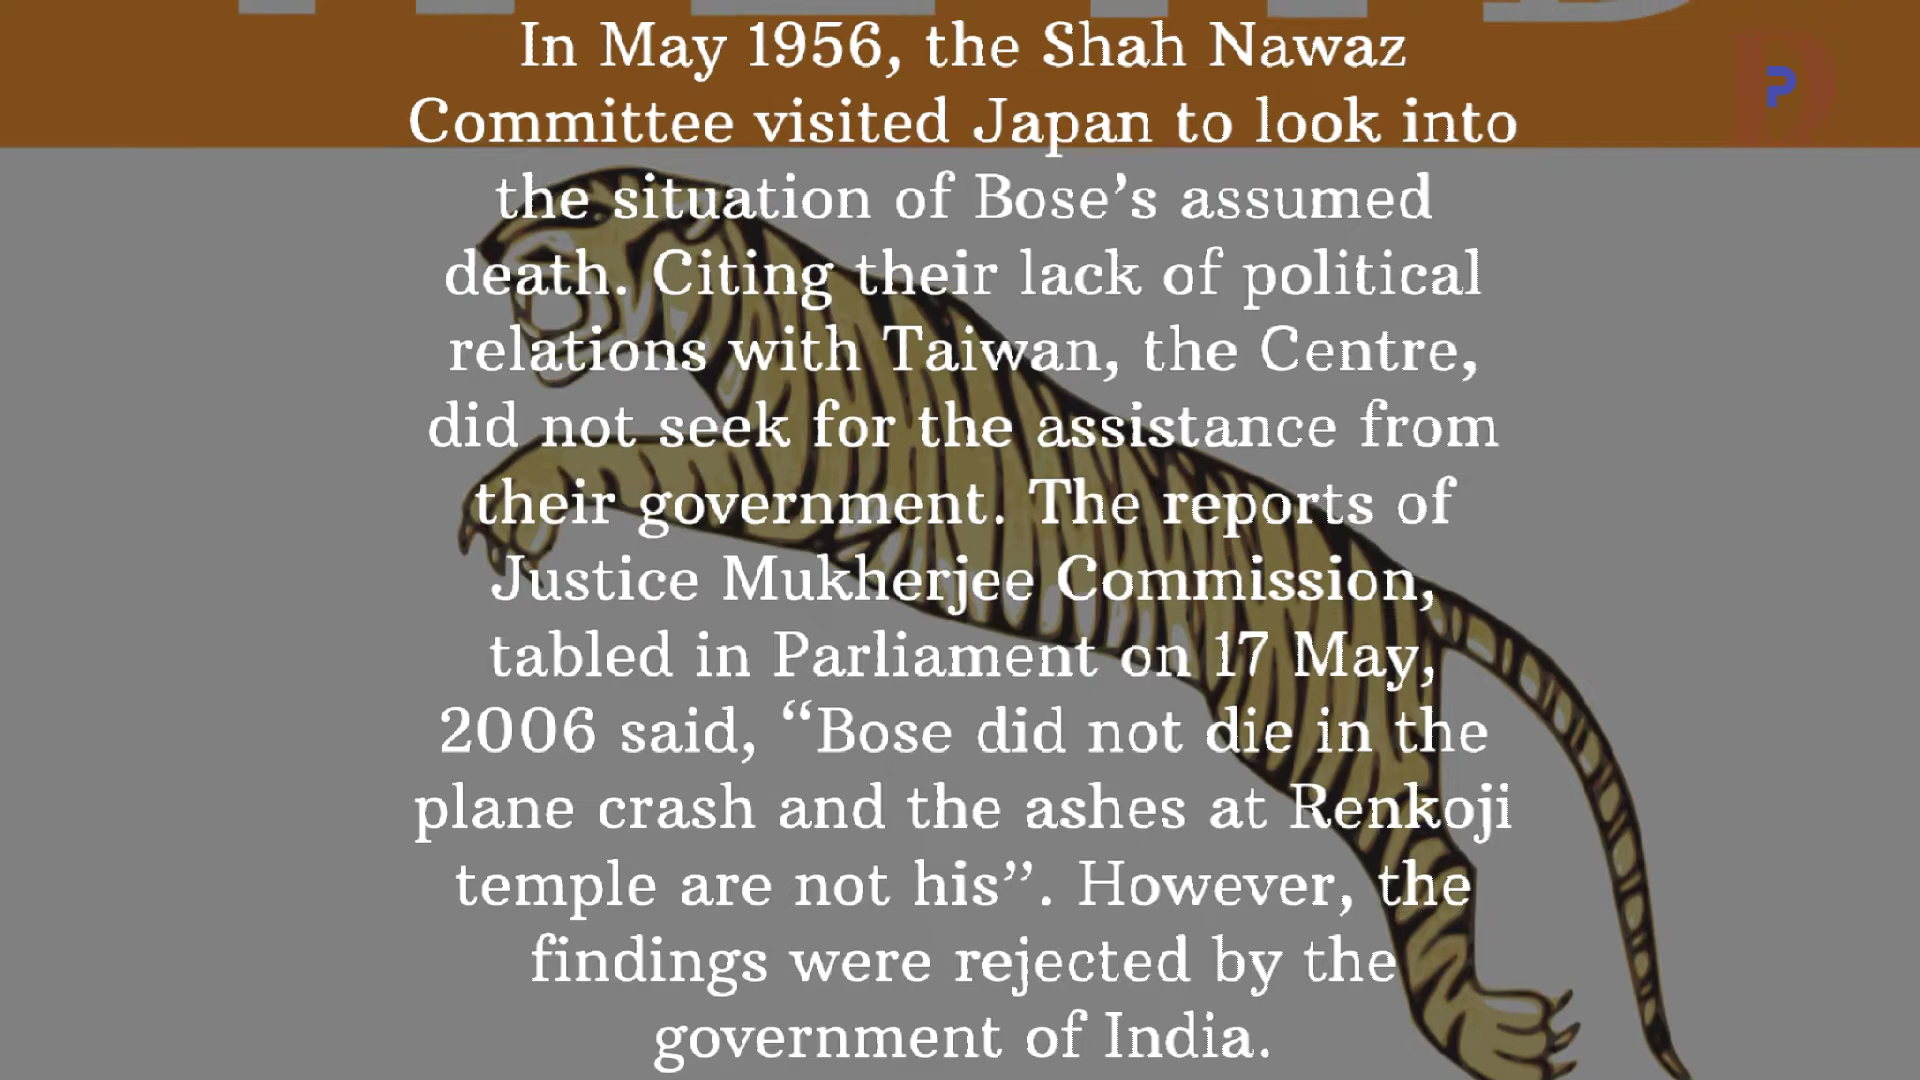 In May 1956, the Shah Nawaz
Committee visited Japan to look into
the situation of Bose’s assumed
death. Citing their lack of political
relations with Taiwan, the Centre,
did not seek for the assistance from
their government. The reports of
Justice Mukherjee Commission,
tabled in Parliament on 17 May,
2006 said, “Bose did not die in the
plane crash and the ashes at Renkoji
temple are not his”. However, the
findings were rejected by the
government of India.